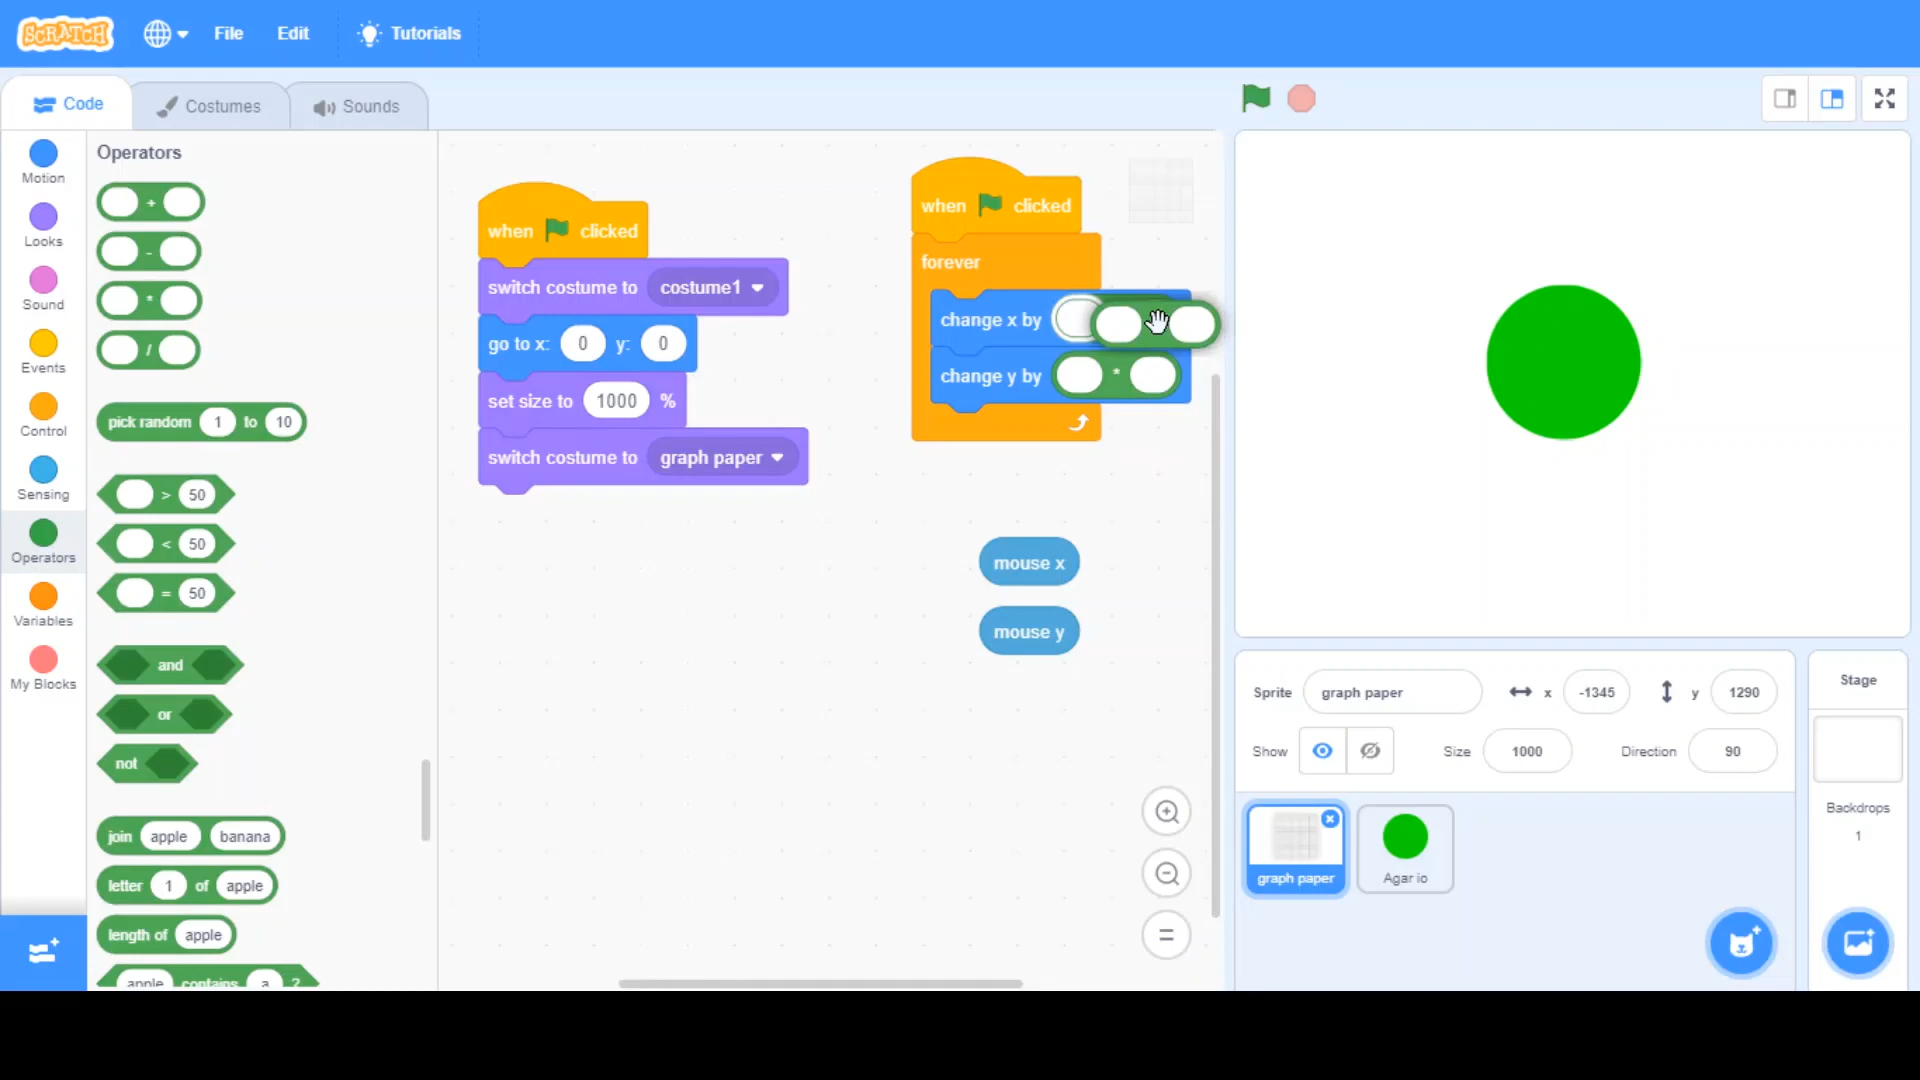 SCRATCH File Edit Tutorials
Code Costumes Sounds
Motion
Looks
Sound
Events
Control
Sensing
Operators
Variables
My Blocks
Operators
+
-
*
/
pick random 1 to 10
> 50
< 50
= 50
and
or
not
join apple banana
letter 1 of apple
length of apple
apple contains a ?
when clicked
switch costume to costume1
go to x: 0 y: 0
set size to 1000 %
switch costume to graph paper
when clicked
forever
change x by
change y by *
mouse x
mouse y
Sprite graph paper x -1345 y 1290
Show Size 1000 Direction 90
graph paper
Agar io
Stage
Backdrops
1